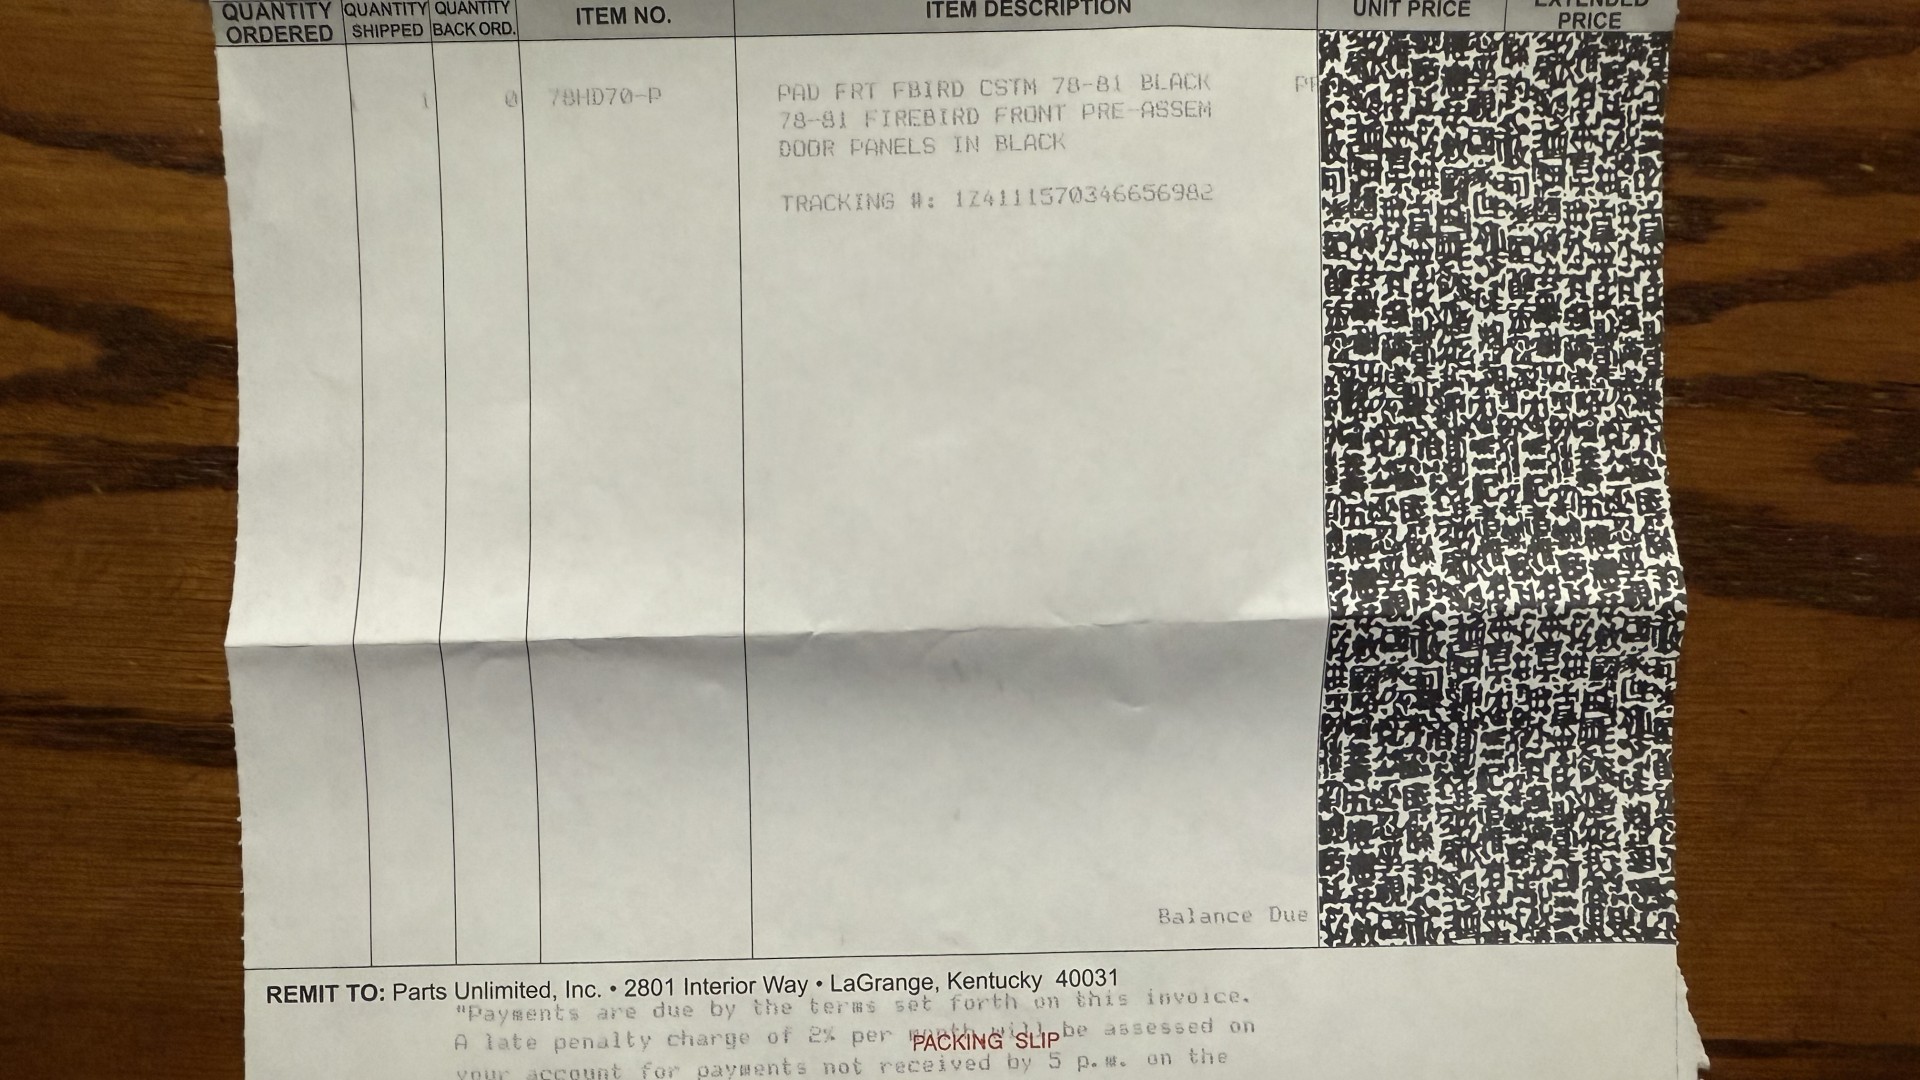 QUANTITY ORDERED QUANTITY SHIPPED QUANTITY BACK ORD. ITEM NO. ITEM DESCRIPTION UNIT PRICE EXTENDED PRICE
1 0 78HD70-P PAD FRT FBIRD CSTM 78-81 BLACK
78-81 FIREBIRD FRONT PRE-ASSEM
DOOR PANELS IN BLACK
TRACKING #: 1Z4111570346656982
Balance Due
REMIT TO: Parts Unlimited, Inc. • 2801 Interior Way • LaGrange, Kentucky 40031
"Payments are due by the terms set forth on this invoice.
A late penalty charge of 2% per month will be assessed on
PACKING SLIP
your account for payments not received by 5 p.m. on the